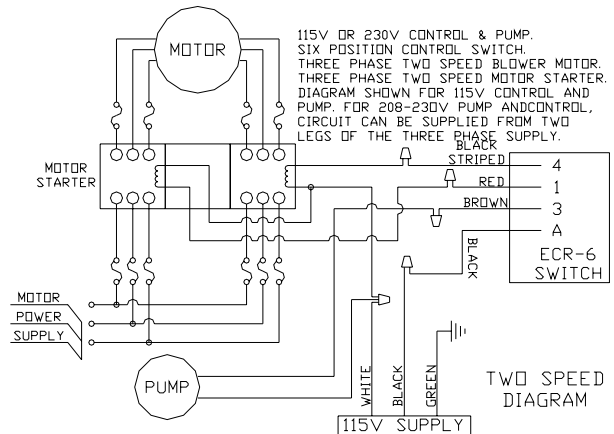 115V OR 230V CONTROL & PUMP.
SIX POSITION CONTROL SWITCH.
THREE PHASE TWO SPEED BLOWER MOTOR.
THREE PHASE TWO SPEED MOTOR STARTER.
DIAGRAM SHOWN FOR 115V CONTROL AND
PUMP. FOR 208-230V PUMP ANDCONTROL,
CIRCUIT CAN BE SUPPLIED FROM TWO
LEGS OF THE THREE PHASE SUPPLY.
MOTOR
MOTOR
STARTER
BLACK
STRIPED
4
RED
1
BROWN
3
A
BLACK
ECR-6
SWITCH
MOTOR
POWER
SUPPLY
PUMP
WHITE
BLACK
GREEN
115V SUPPLY
TWO SPEED
DIAGRAM